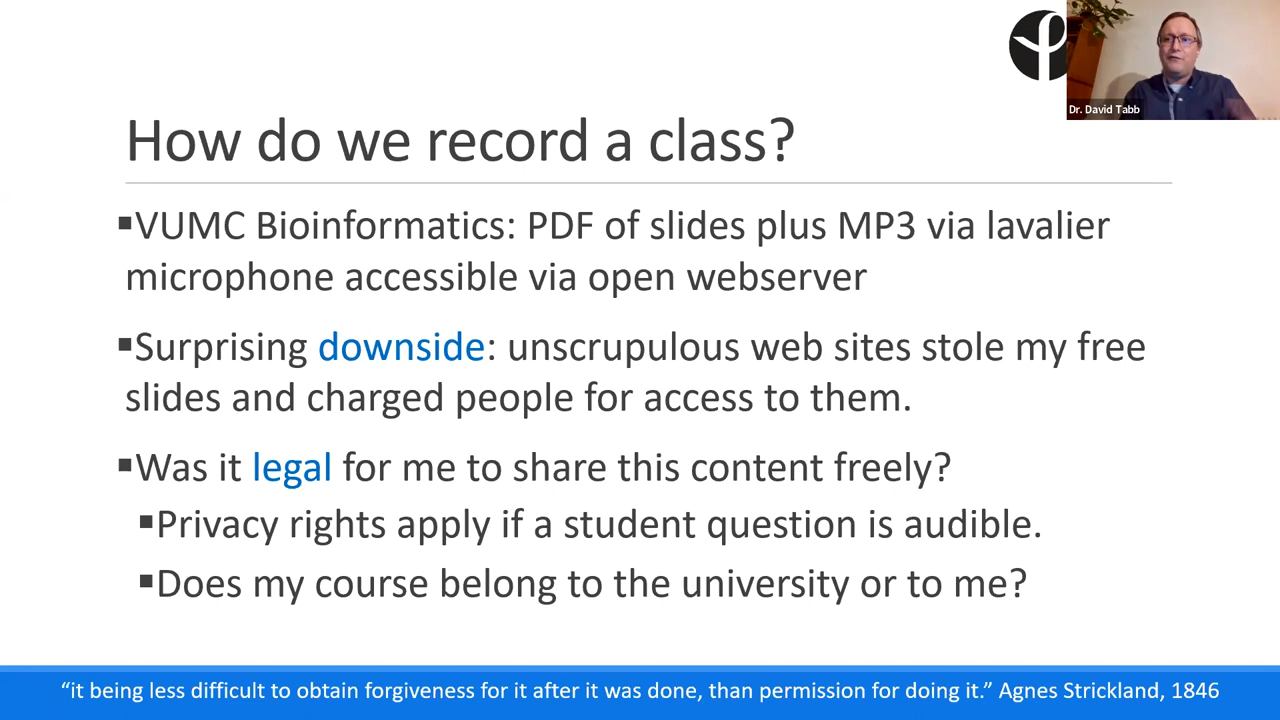 Dr. David Tabb
How do we record a class?
▪VUMC Bioinformatics: PDF of slides plus MP3 via lavalier
microphone accessible via open webserver
▪Surprising downside: unscrupulous web sites stole my free
slides and charged people for access to them.
▪Was it legal for me to share this content freely?
▪Privacy rights apply if a student question is audible.
▪Does my course belong to the university or to me?
“it being less difficult to obtain forgiveness for it after it was done, than permission for doing it.” Agnes Strickland, 1846